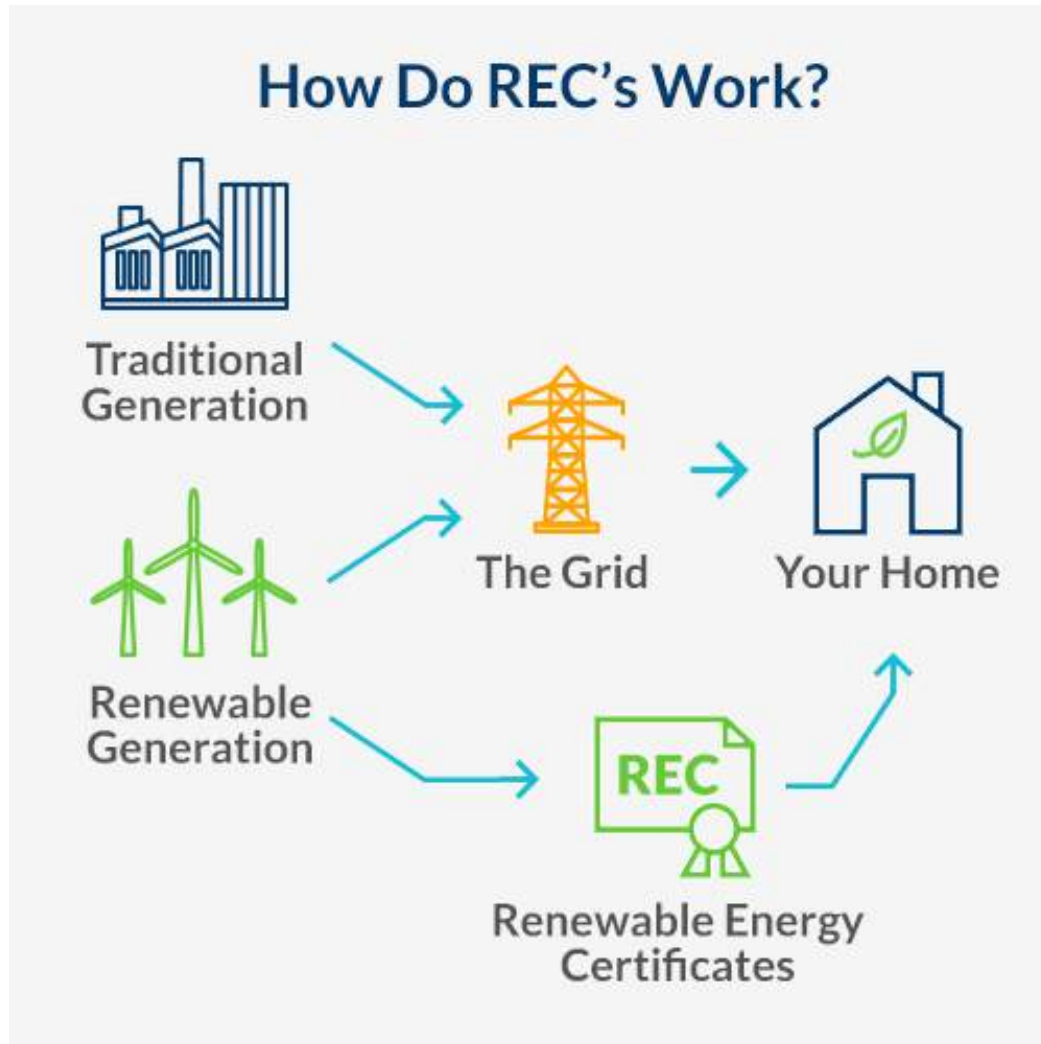 How Do REC's Work?
Traditional
Generation
The Grid
Your Home
Renewable
Generation
REC
Renewable Energy
Certificates